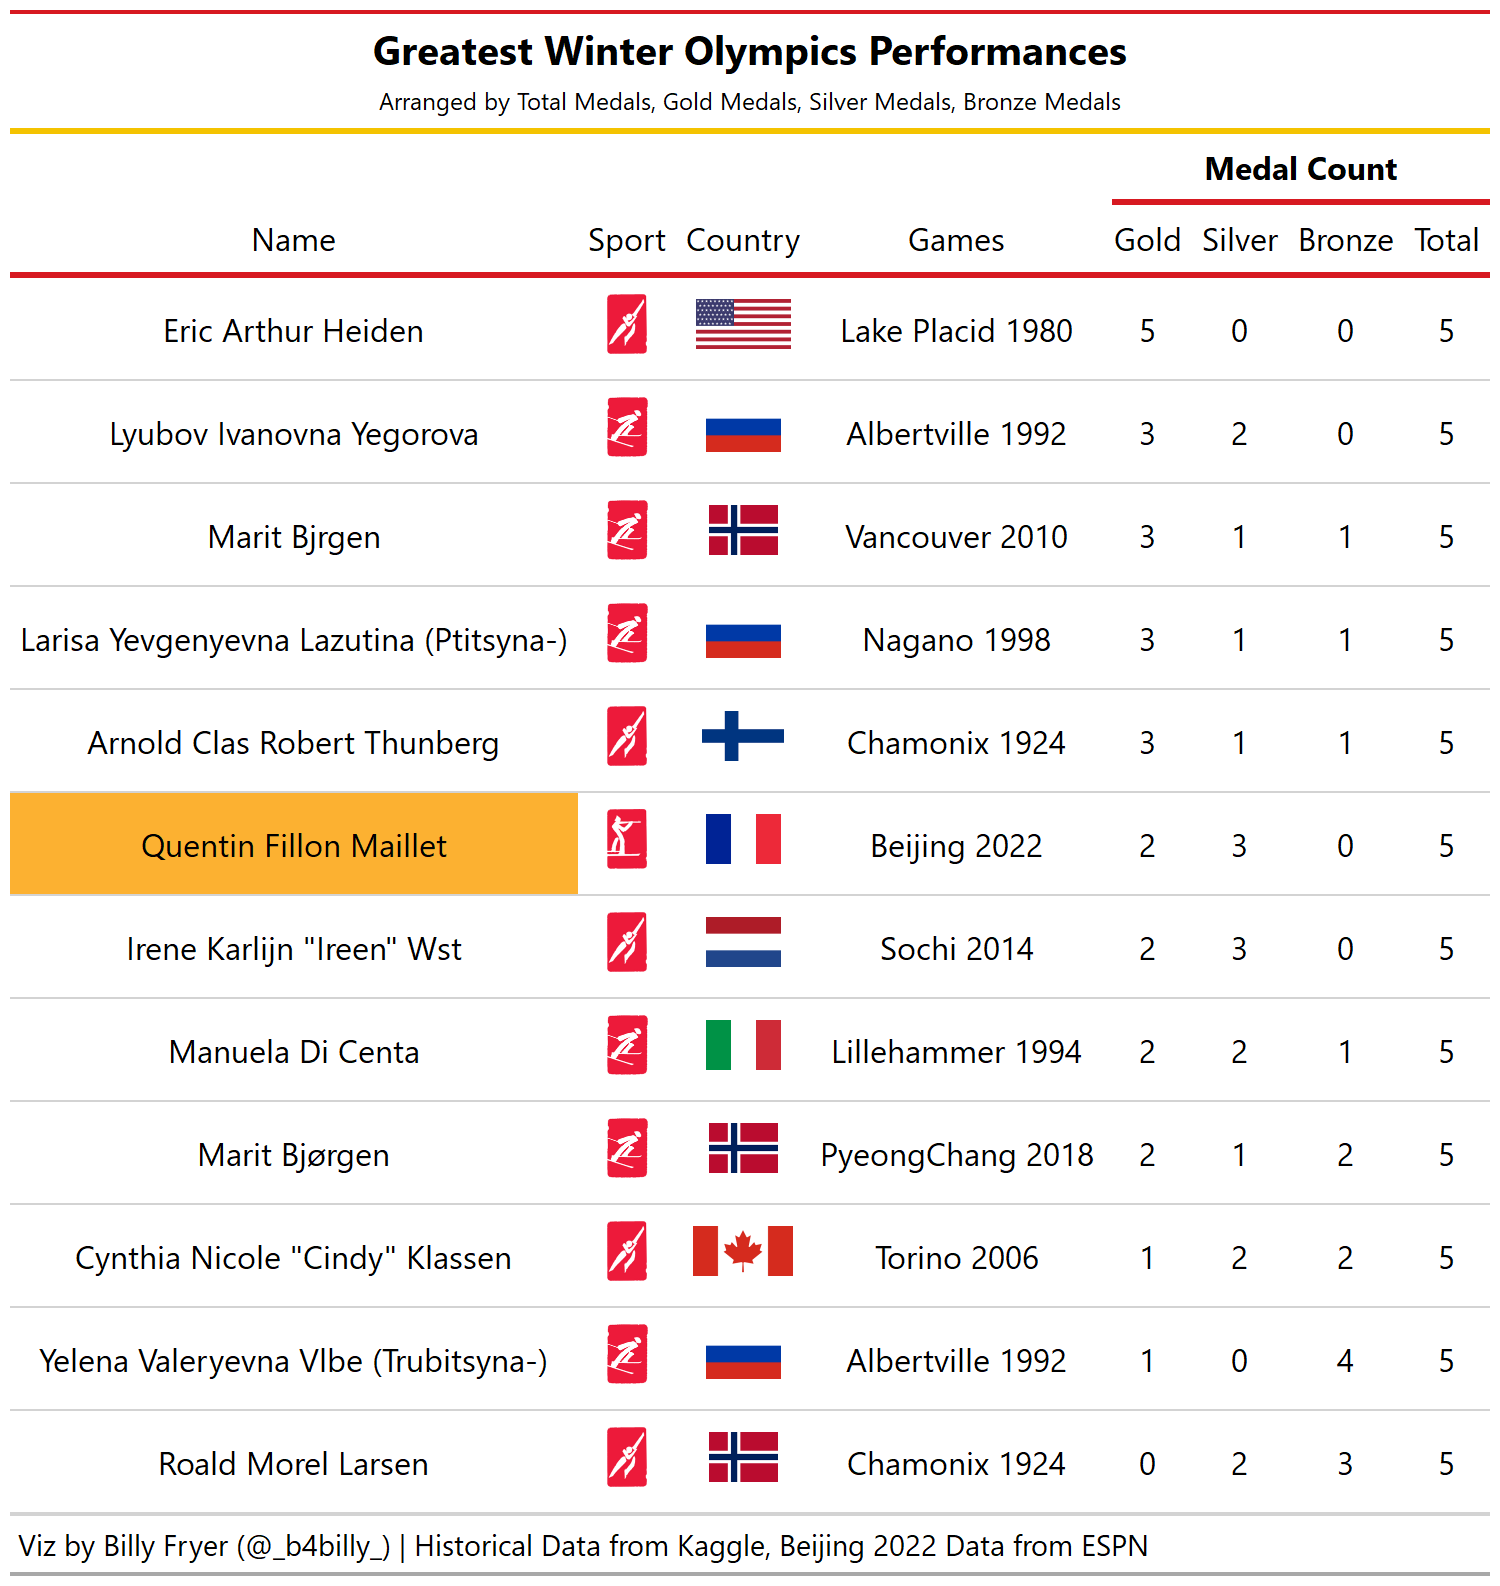 Greatest Winter Olympics Performances
Arranged by Total Medals, Gold Medals, Silver Medals, Bronze Medals
Medal Count
Name Sport Country Games Gold Silver Bronze Total
Eric Arthur Heiden Lake Placid 1980 5 0 0 5
Lyubov Ivanovna Yegorova Albertville 1992 3 2 0 5
Marit Bjrgen Vancouver 2010 3 1 1 5
Larisa Yevgenyevna Lazutina (Ptitsyna-) Nagano 1998 3 1 1 5
Arnold Clas Robert Thunberg Chamonix 1924 3 1 1 5
Quentin Fillon Maillet Beijing 2022 2 3 0 5
Irene Karlijn "Ireen" Wst Sochi 2014 2 3 0 5
Manuela Di Centa Lillehammer 1994 2 2 1 5
Marit Bjørgen PyeongChang 2018 2 1 2 5
Cynthia Nicole "Cindy" Klassen Torino 2006 1 2 2 5
Yelena Valeryevna Vlbe (Trubitsyna-) Albertville 1992 1 0 4 5
Roald Morel Larsen Chamonix 1924 0 2 3 5
Viz by Billy Fryer (@_b4billy_) | Historical Data from Kaggle, Beijing 2022 Data from ESPN